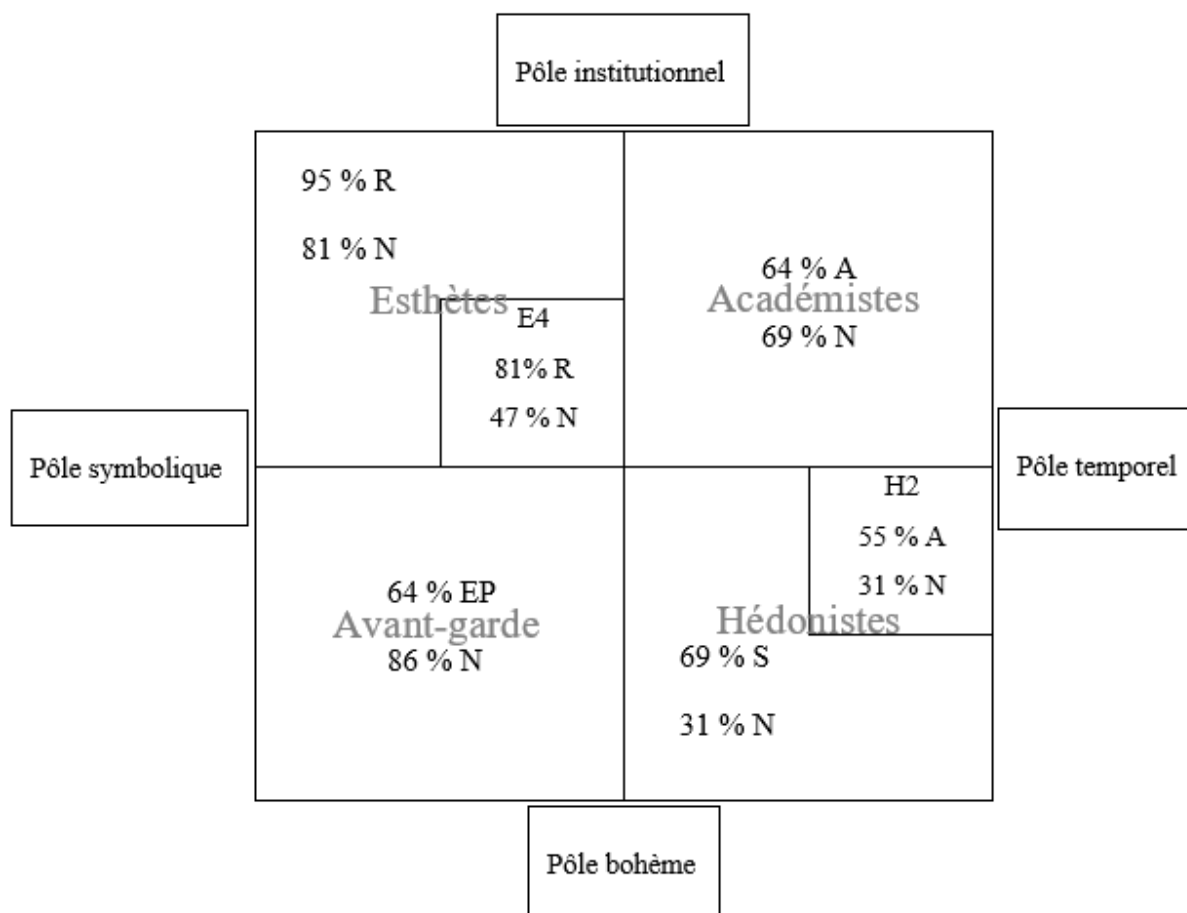 Pôle institutionnel
95 % R
81 % N
Esthètes
E4
81% R
47 % N
64 % A
Académistes
69 % N
Pôle symbolique
Pôle temporel
64 % EP
Avant-garde
86 % N
H2
55 % A
31 % N
Hédonistes
69 % S
31 % N
Pôle bohème